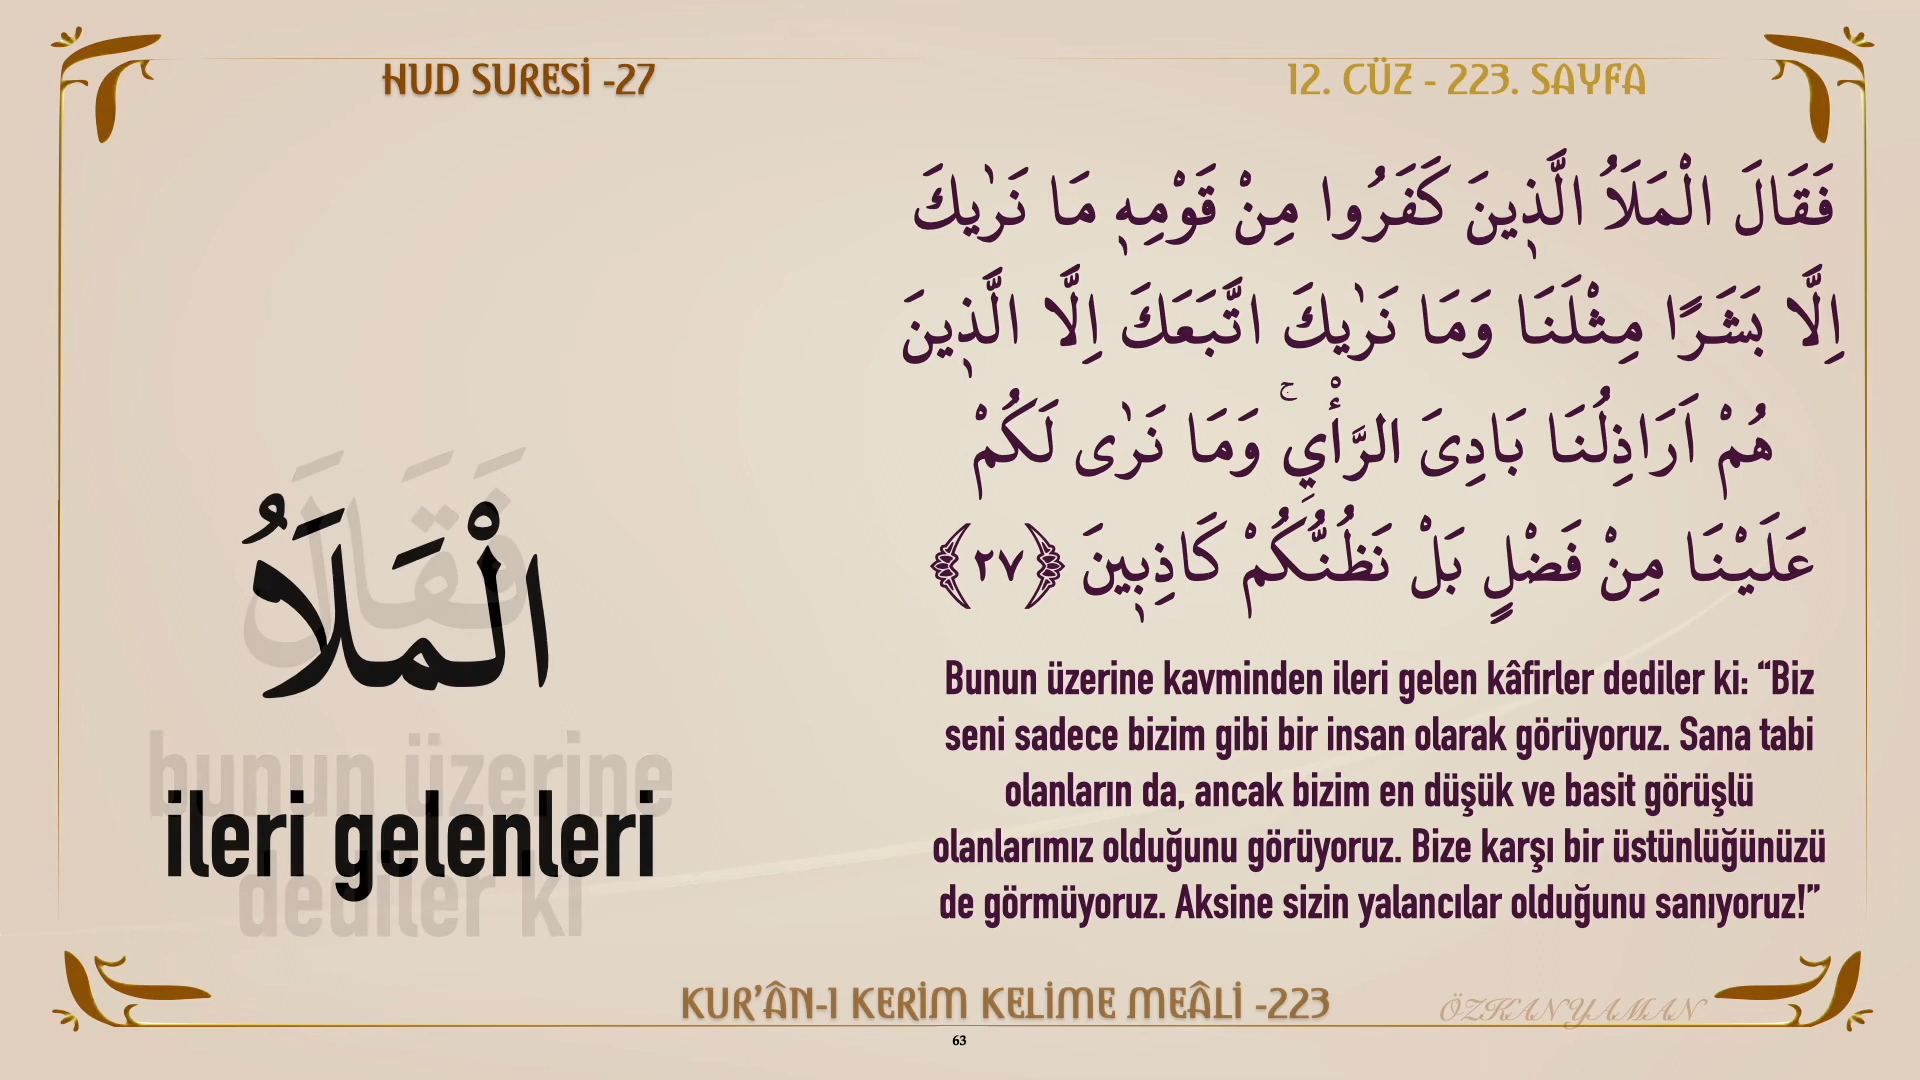 HUD SURESİ -27
12. CÜZ - 223. SAYFA
فَقَالَ الْمَلَاُ الَّذ۪ينَ كَفَرُوا مِنْ قَوْمِه۪ مَا نَرٰيكَ
اِلَّا بَشَرًا مِثْلَنَا وَمَا نَرٰيكَ اتَّبَعَكَ اِلَّا الَّذ۪ينَ
هُمْ اَرَاذِلُنَا بَادِىَ الرَّأْيِۚ وَمَا نَرٰى لَكُمْ
عَلَيْنَا مِنْ فَضْلٍ بَلْ نَظُنُّكُمْ كَاذِب۪ينَ ﴿٢٧﴾
فَقَالَ
الْمَلَاُ
bunun üzerine
ileri gelenleri
dediler ki
Bunun üzerine kavminden ileri gelen kâfirler dediler ki: “Biz
seni sadece bizim gibi bir insan olarak görüyoruz. Sana tabi
olanların da, ancak bizim en düşük ve basit görüşlü
olanlarımız olduğunu görüyoruz. Bize karşı bir üstünlüğünüzü
de görmüyoruz. Aksine sizin yalancılar olduğunu sanıyoruz!”
KUR’ÂN-I KERİM KELİME MEÂLİ -223
ÖZKAN YAMAN
63